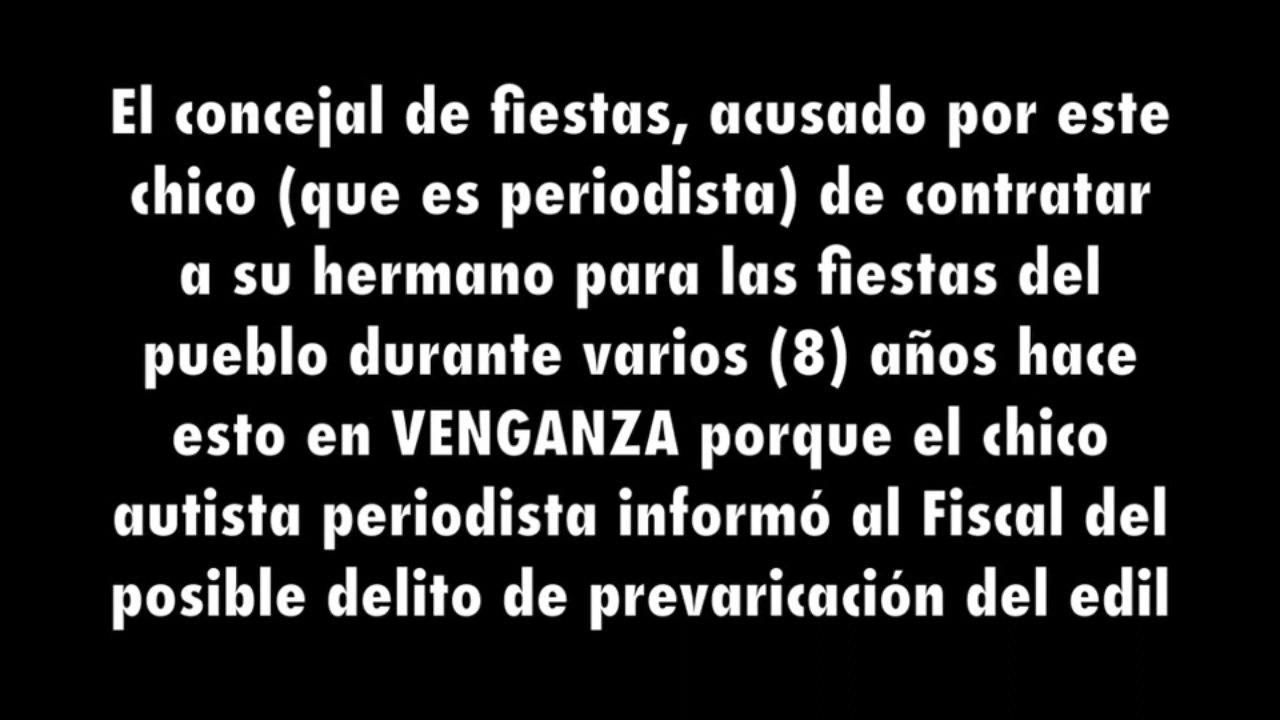 El concejal de fiestas, acusado por este
chico (que es periodista) de contratar
a su hermano para las fiestas del
pueblo durante varios (8) años hace
esto en VENGANZA porque el chico
autista periodista informó al Fiscal del
posible delito de prevaricación del edil